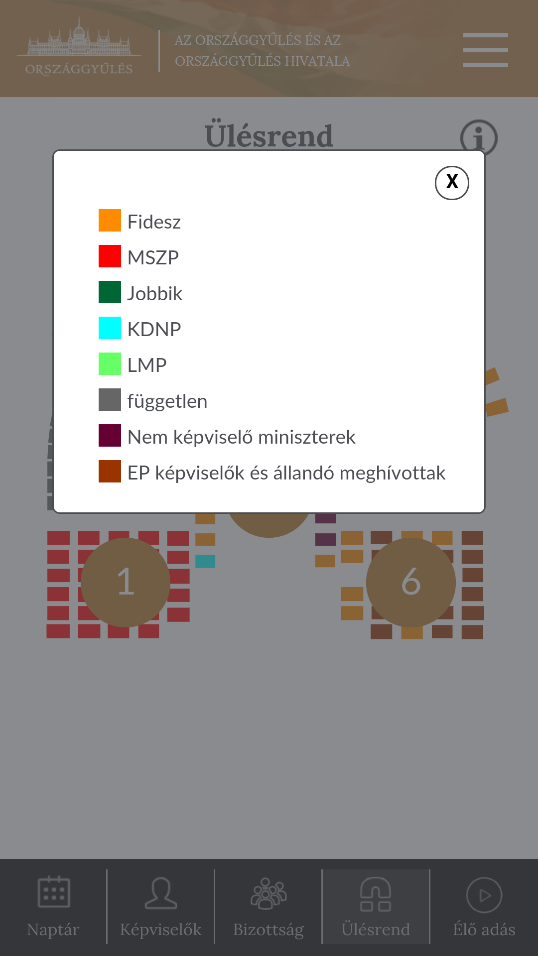 ORSZÁGGYŰLÉS
AZ ORSZÁGGYŰLÉS ÉS AZ
ORSZÁGGYŰLÉS HIVATALA
Ülésrend
i
X
Fidesz
MSZP
Jobbik
KDNP
LMP
független
Nem képviselő miniszterek
EP képviselők és állandó meghívottak
1
6
Naptár
Képviselők
Bizottság
Ülésrend
Élő adás